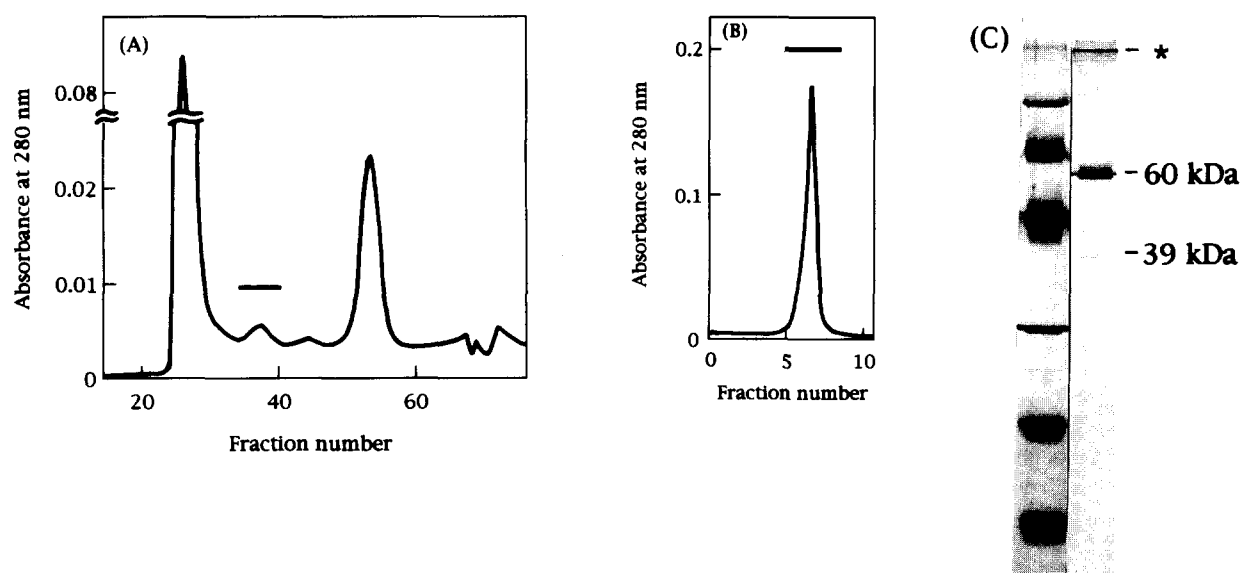 (A)
Absorbance at 280 nm
0.08
0.02
0.01
0
20
40
60
Fraction number
(B)
Absorbance at 280 nm
0.2
0.1
0
0
5
10
Fraction number
(C)
- *
-60 kDa
-39 kDa